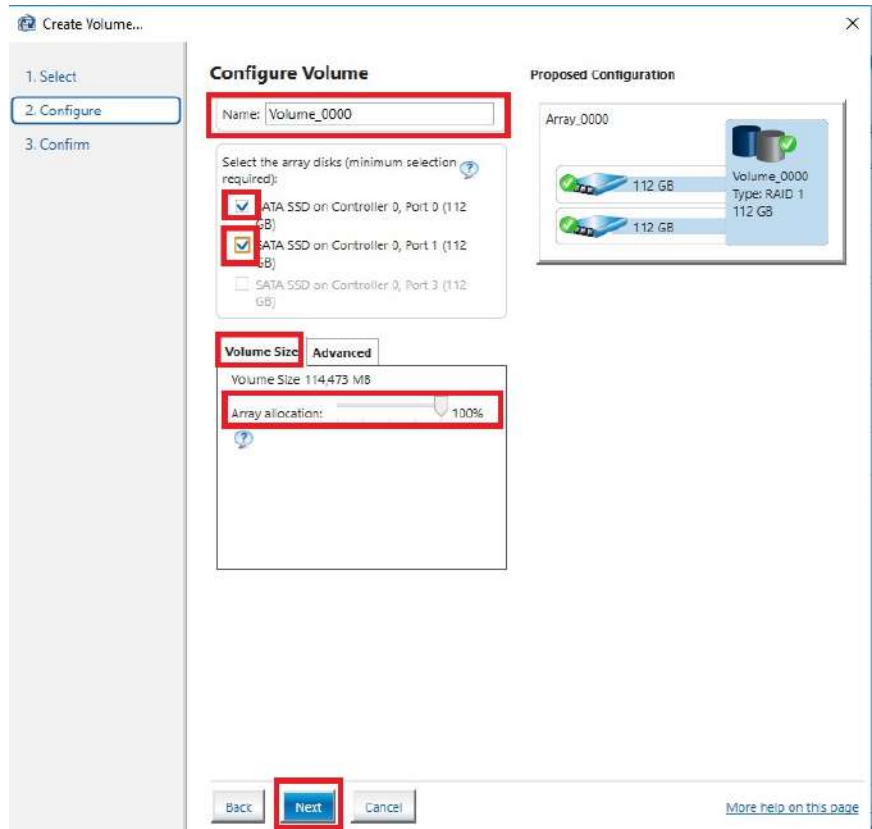 Create Volume...
1. Select
2. Configure
3. Confirm
Configure Volume
Name: Volume_0000
Select the array disks (minimum selection
required):
SATA SSD on Controller 0, Port 0 (112
GB)
SATA SSD on Controller 0, Port 1 (112
GB)
SATA SSD on Controller 0, Port 3 (112
GB)
Volume Size
Advanced
Volume Size 114,473 MB
Array allocation:
100%
Proposed Configuration
Array_0000
112 GB
112 GB
Volume_0000
Type: RAID 1
112 GB
Back
Next
Cancel
More help on this page